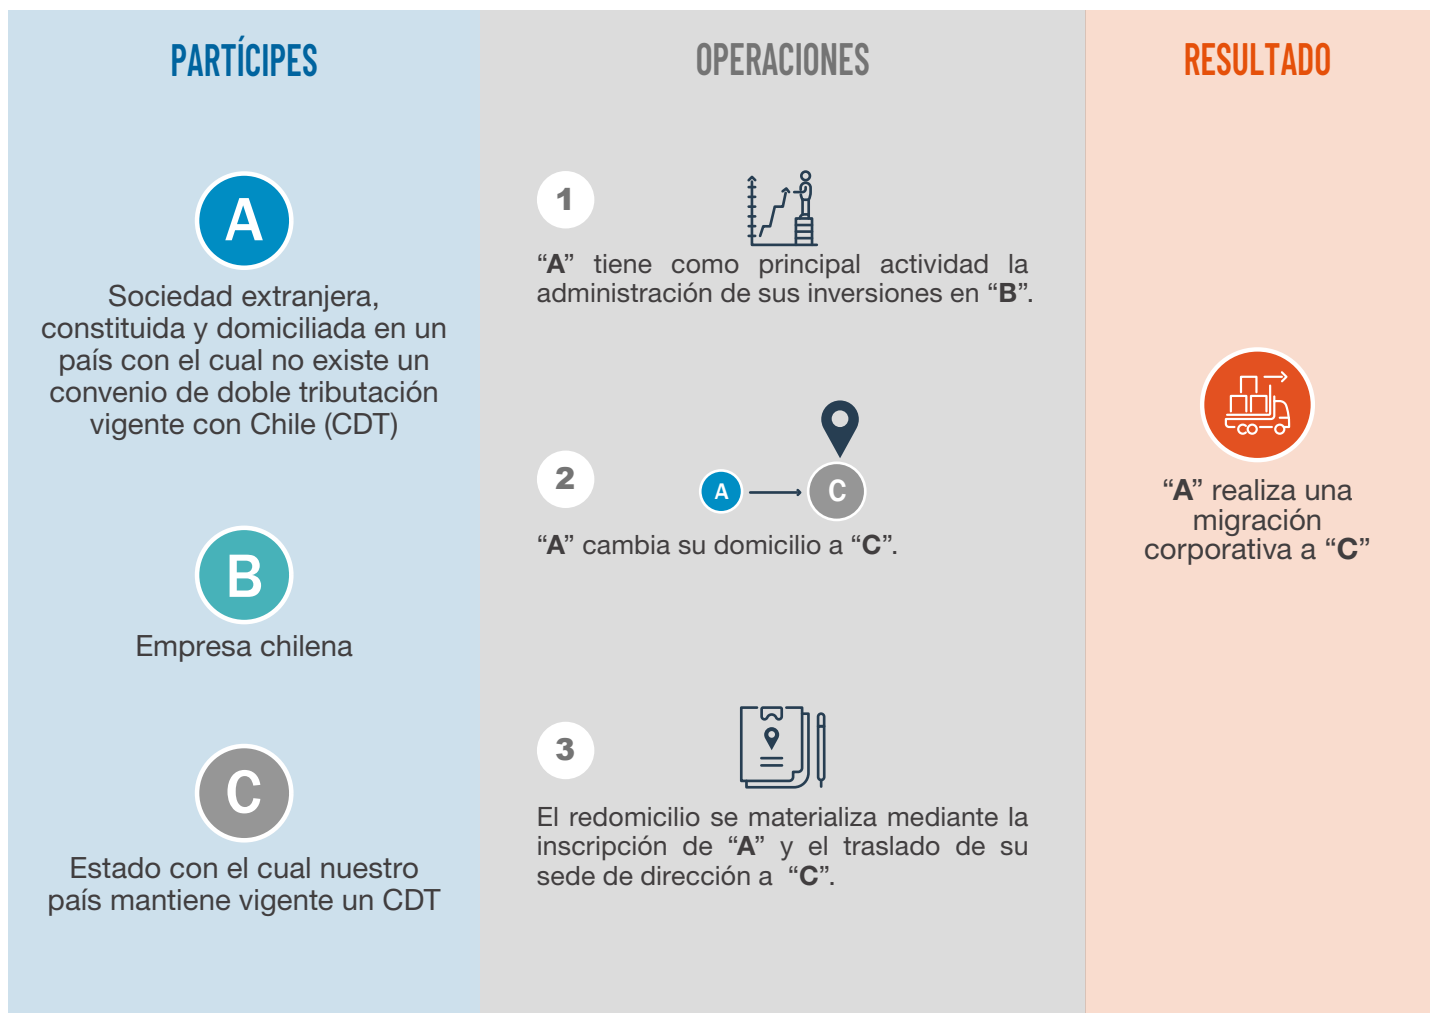 PARTÍCIPES
A
Sociedad extranjera,
constituida y domiciliada en un
país con el cual no existe un
convenio de doble tributación
vigente con Chile (CDT)
B
Empresa chilena
C
Estado con el cual nuestro
país mantiene vigente un CDT
OPERACIONES
1
“A” tiene como principal actividad la
administración de sus inversiones en “B”.
2
A
C
“A” cambia su domicilio a “C”.
3
El redomicilio se materializa mediante la
inscripción de “A” y el traslado de su
sede de dirección a “C”.
RESULTADO
“A” realiza una
migración
corporativa a “C”